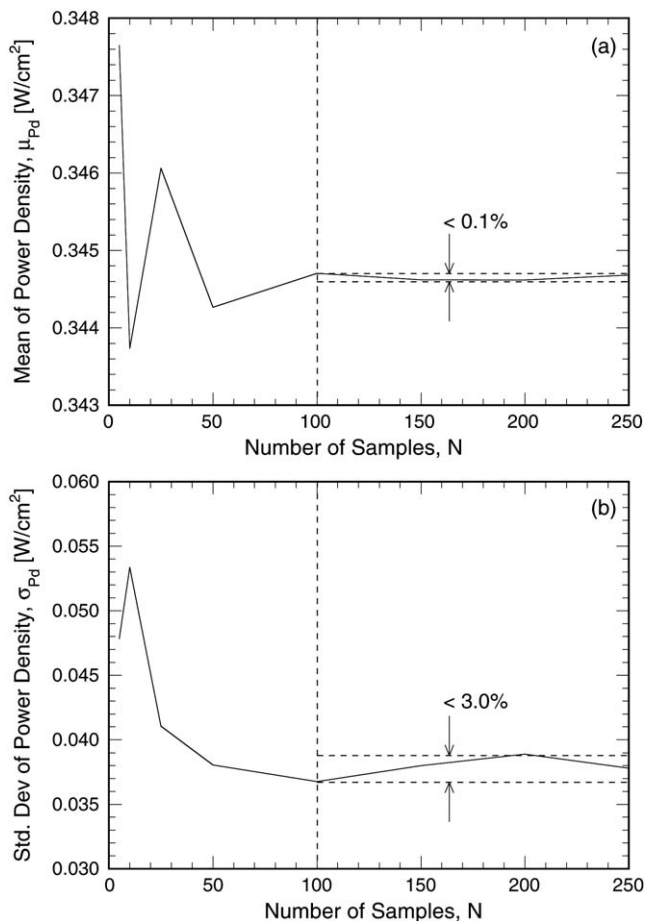 0.348
(a)
0.347
0.346
0.345
0.344
0.343
< 0.1%
Mean of Power Density, μPd [W/cm²]
0 50 100 150 200 250
Number of Samples, N
0.060
(b)
0.055
0.050
0.045
0.040
0.035
0.030
< 3.0%
Std. Dev of Power Density, σPd [W/cm²]
0 50 100 150 200 250
Number of Samples, N